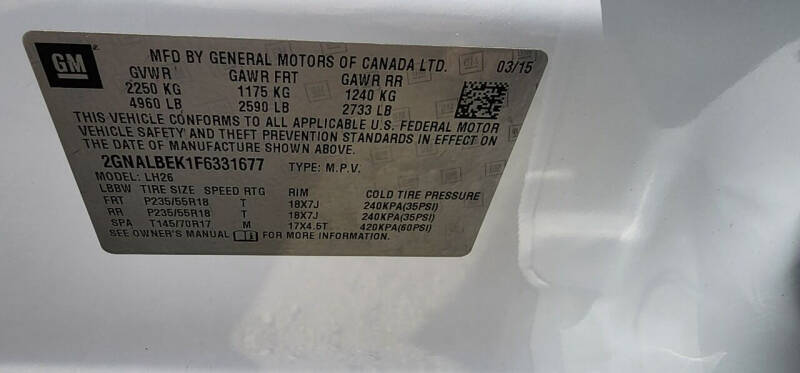 GM
MFD BY GENERAL MOTORS OF CANADA LTD. 03/15
GVWR GAWR FRT GAWR RR
2250 KG 1175 KG 1240 KG
4960 LB 2590 LB 2733 LB
THIS VEHICLE CONFORMS TO ALL APPLICABLE U.S. FEDERAL MOTOR
VEHICLE SAFETY AND THEFT PREVENTION STANDARDS IN EFFECT ON
THE DATE OF MANUFACTURE SHOWN ABOVE.
2GNALBEK1F6331677 TYPE: M.P.V.
MODEL: LH26
LBBW TIRE SIZE SPEED RTG RIM COLD TIRE PRESSURE
FRT P235/55R18 T 18X7J 240KPA(35PSI)
RR P235/55R18 T 18X7J 240KPA(35PSI)
SPA T145/70R17 M 17X4.5T 420KPA(60PSI)
SEE OWNER'S MANUAL FOR MORE INFORMATION.